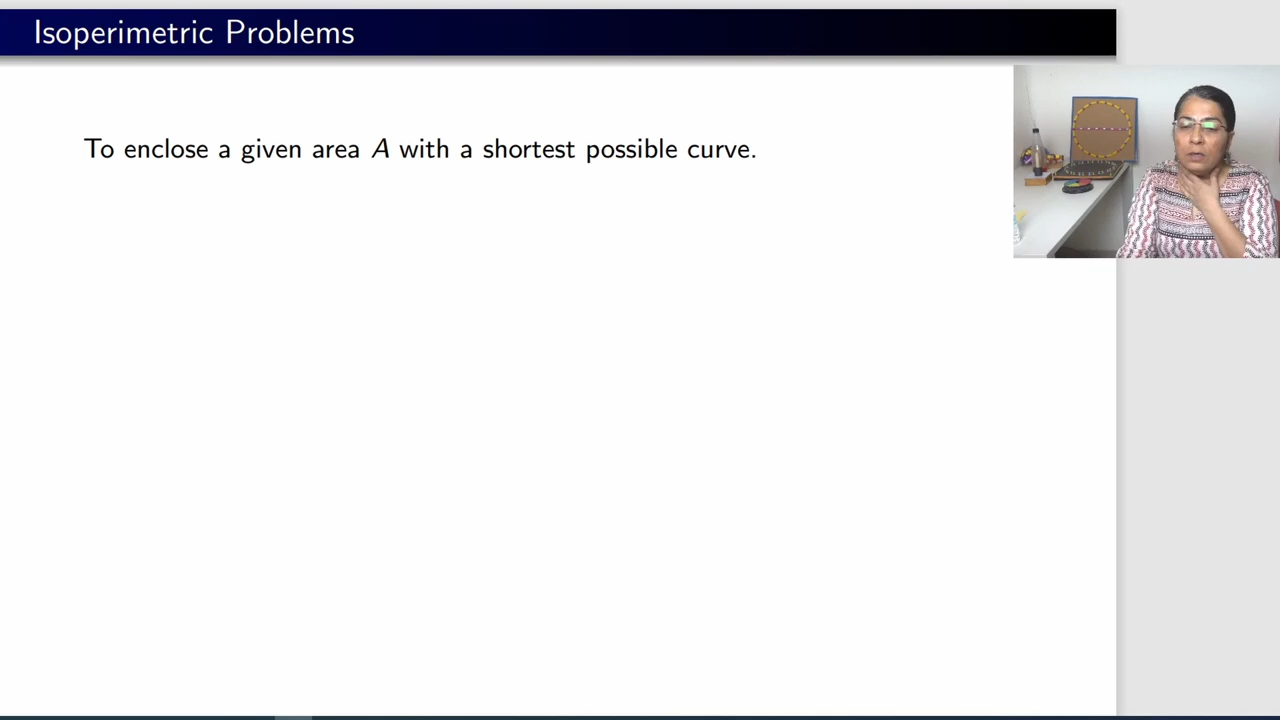 Isoperimetric Problems
To enclose a given area A with a shortest possible curve.